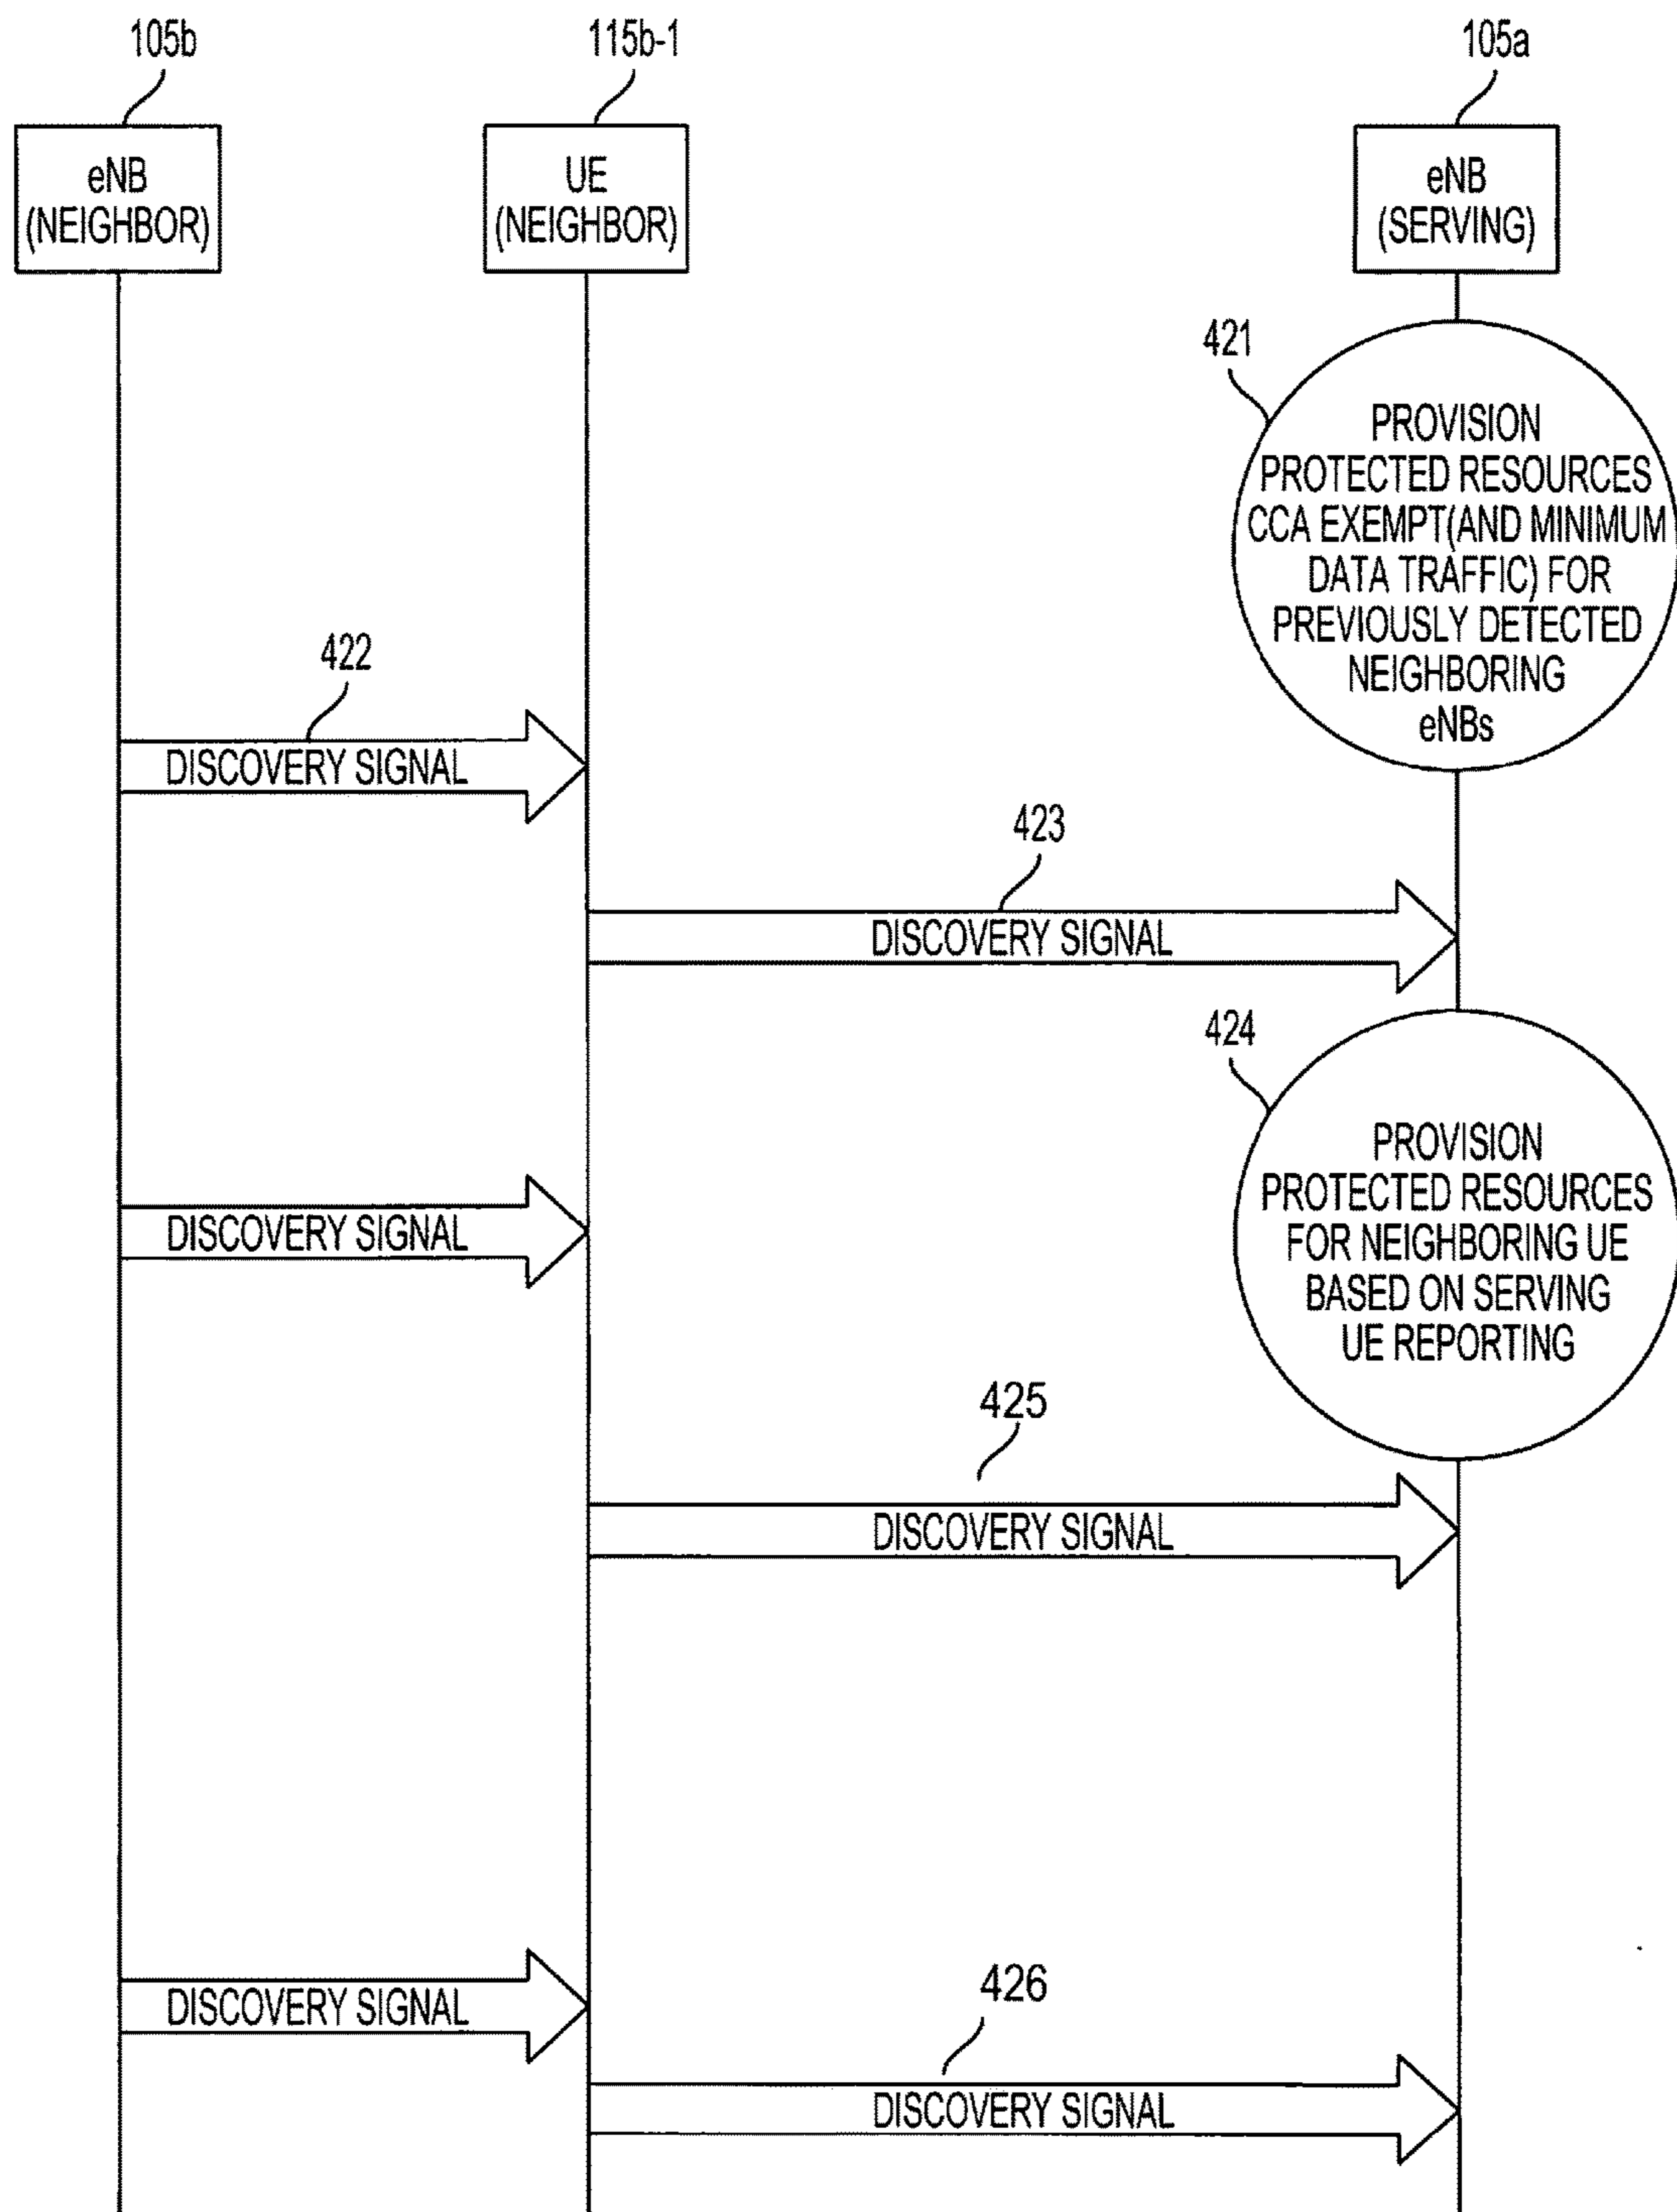 105b
115b-1
105a
eNB
(NEIGHBOR)
UE
(NEIGHBOR)
eNB
(SERVING)
421
PROVISION
PROTECTED RESOURCES
CCA EXEMPT(AND MINIMUM
DATA TRAFFIC) FOR
PREVIOUSLY DETECTED
NEIGHBORING
eNBs
422
DISCOVERY SIGNAL
423
DISCOVERY SIGNAL
424
PROVISION
PROTECTED RESOURCES
FOR NEIGHBORING UE
BASED ON SERVING
UE REPORTING
DISCOVERY SIGNAL
425
DISCOVERY SIGNAL
DISCOVERY SIGNAL
426
DISCOVERY SIGNAL